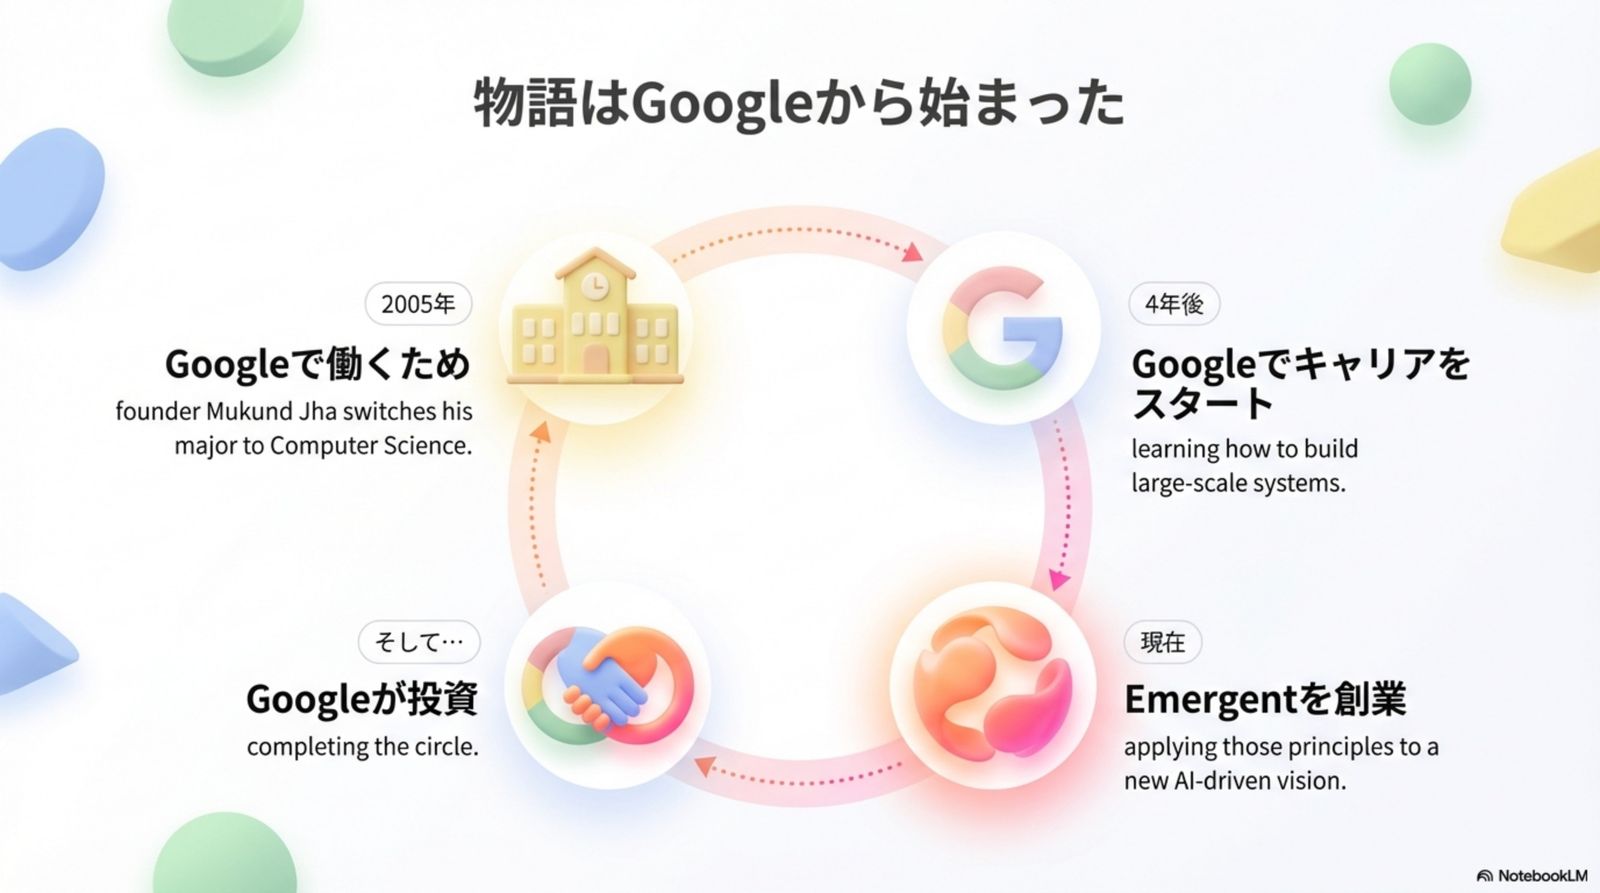 物語はGoogleから始まった
2005年
Googleで働くため
founder Mukund Jha switches his
major to Computer Science.
4年後
Googleでキャリアを
スタート
learning how to build
large-scale systems.
現在
Emergentを創業
applying those principles to a
new AI-driven vision.
そして…
Googleが投資
completing the circle.
NotebookLM